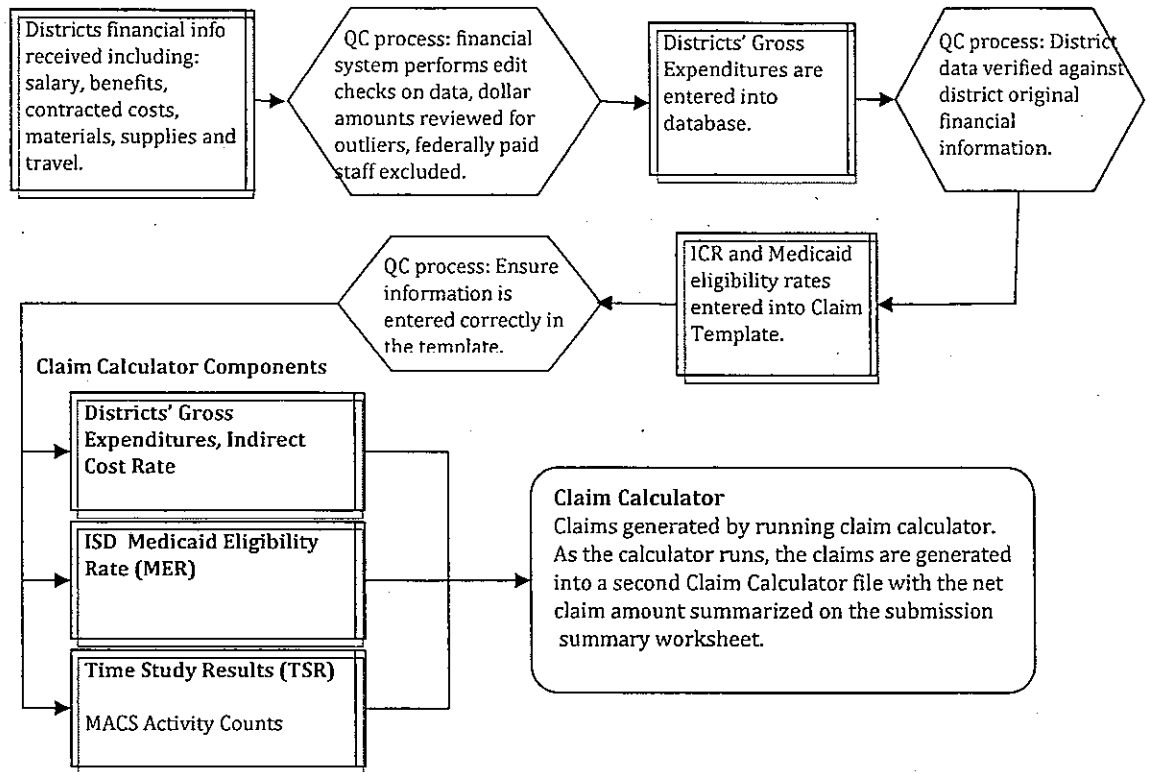 Districts financial info
received including:
salary, benefits,
contracted costs,
materials, supplies and
travel.
QC process: financial
system performs edit
checks on data, dollar
amounts reviewed for
outliers, federally paid
staff excluded.
Districts' Gross
Expenditures are
entered into
database.
QC process: District
data verified against
district original
financial
information.
ICR and Medicaid
eligibility rates
entered into Claim
Template.
QC process: Ensure
information is
entered correctly in
the template.
Claim Calculator Components
Districts' Gross
Expenditures, Indirect
Cost Rate
ISD Medicaid Eligibility
Rate (MER)
Time Study Results (TSR)
MACS Activity Counts
Claim Calculator
Claims generated by running claim calculator.
As the calculator runs, the claims are generated
into a second Claim Calculator file with the net
claim amount summarized on the submission
summary worksheet.